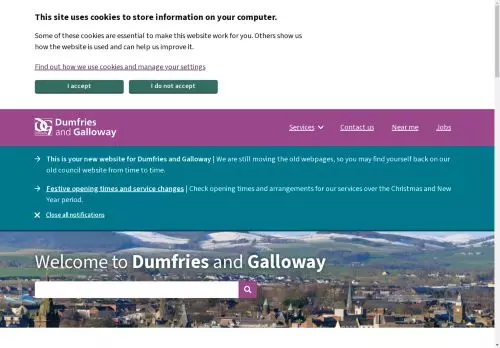 This site uses cookies to store information on your computer.
Some of these cookies are essential to make this website work for you. Others show us
how the website is used and can help us improve it.
Find out how we use cookies and manage your settings
I accept
I do not accept
Dumfries
and Galloway
Services
Contact us
Near me
Jobs
This is your new website for Dumfries and Galloway | We are still moving the old webpages, so you may find yourself back on our
old council website from time to time.
Festive opening times and service changes | Check opening times and arrangements for our services over the Christmas and New
Year period.
Close all notifications
Welcome to Dumfries and Galloway